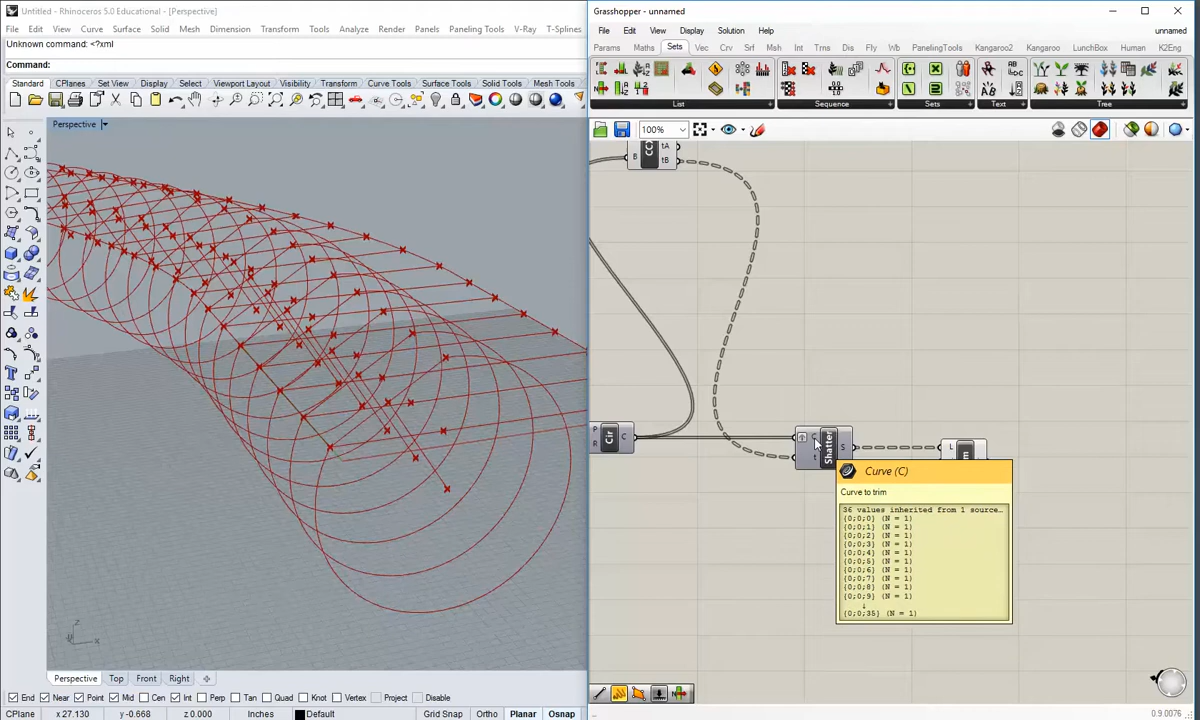 Untitled - Rhinoceros 5.0 Educational - [Perspective]
File Edit View Curve Surface Solid Mesh Dimension Transform Tools Analyze Render Panels V-Ray T-Splines
Unknown command: <?xml
Command:
Standard CPlanes Set View Display Select Viewport Layout Visibility Transform Curve Tools Surface Tools Solid Tools Mesh Tools
Perspective
z
x
Perspective Top Front Right
End Near Point Mid Cen Int Perp Tan Quad Knot Vertex Project Disable
CPlane x 27.130 y -0.668 z 0.000 Inches Default Grid Snap Ortho Planar Osnap
Grasshopper - unnamed
File Edit View Display Solution Help unnamed
Params Maths Sets Vec Crv Srf Msh Int Trns Dis Fly Wb PanelingTools Kangaroo2 Kangaroo LunchBox Human K2Eng
List Sequence Sets Text Tree
100%
B tA
tB
P
R Cir C
C
t Shatter S
L
Curve (C)
Curve to trim
36 values inherited from 1 source…
{0;0;0} (N = 1)
{0;0;1} (N = 1)
{0;0;2} (N = 1)
{0;0;3} (N = 1)
{0;0;4} (N = 1)
{0;0;5} (N = 1)
{0;0;6} (N = 1)
{0;0;7} (N = 1)
{0;0;8} (N = 1)
{0;0;9} (N = 1)
{0;0;35} (N = 1)
0.9.0076